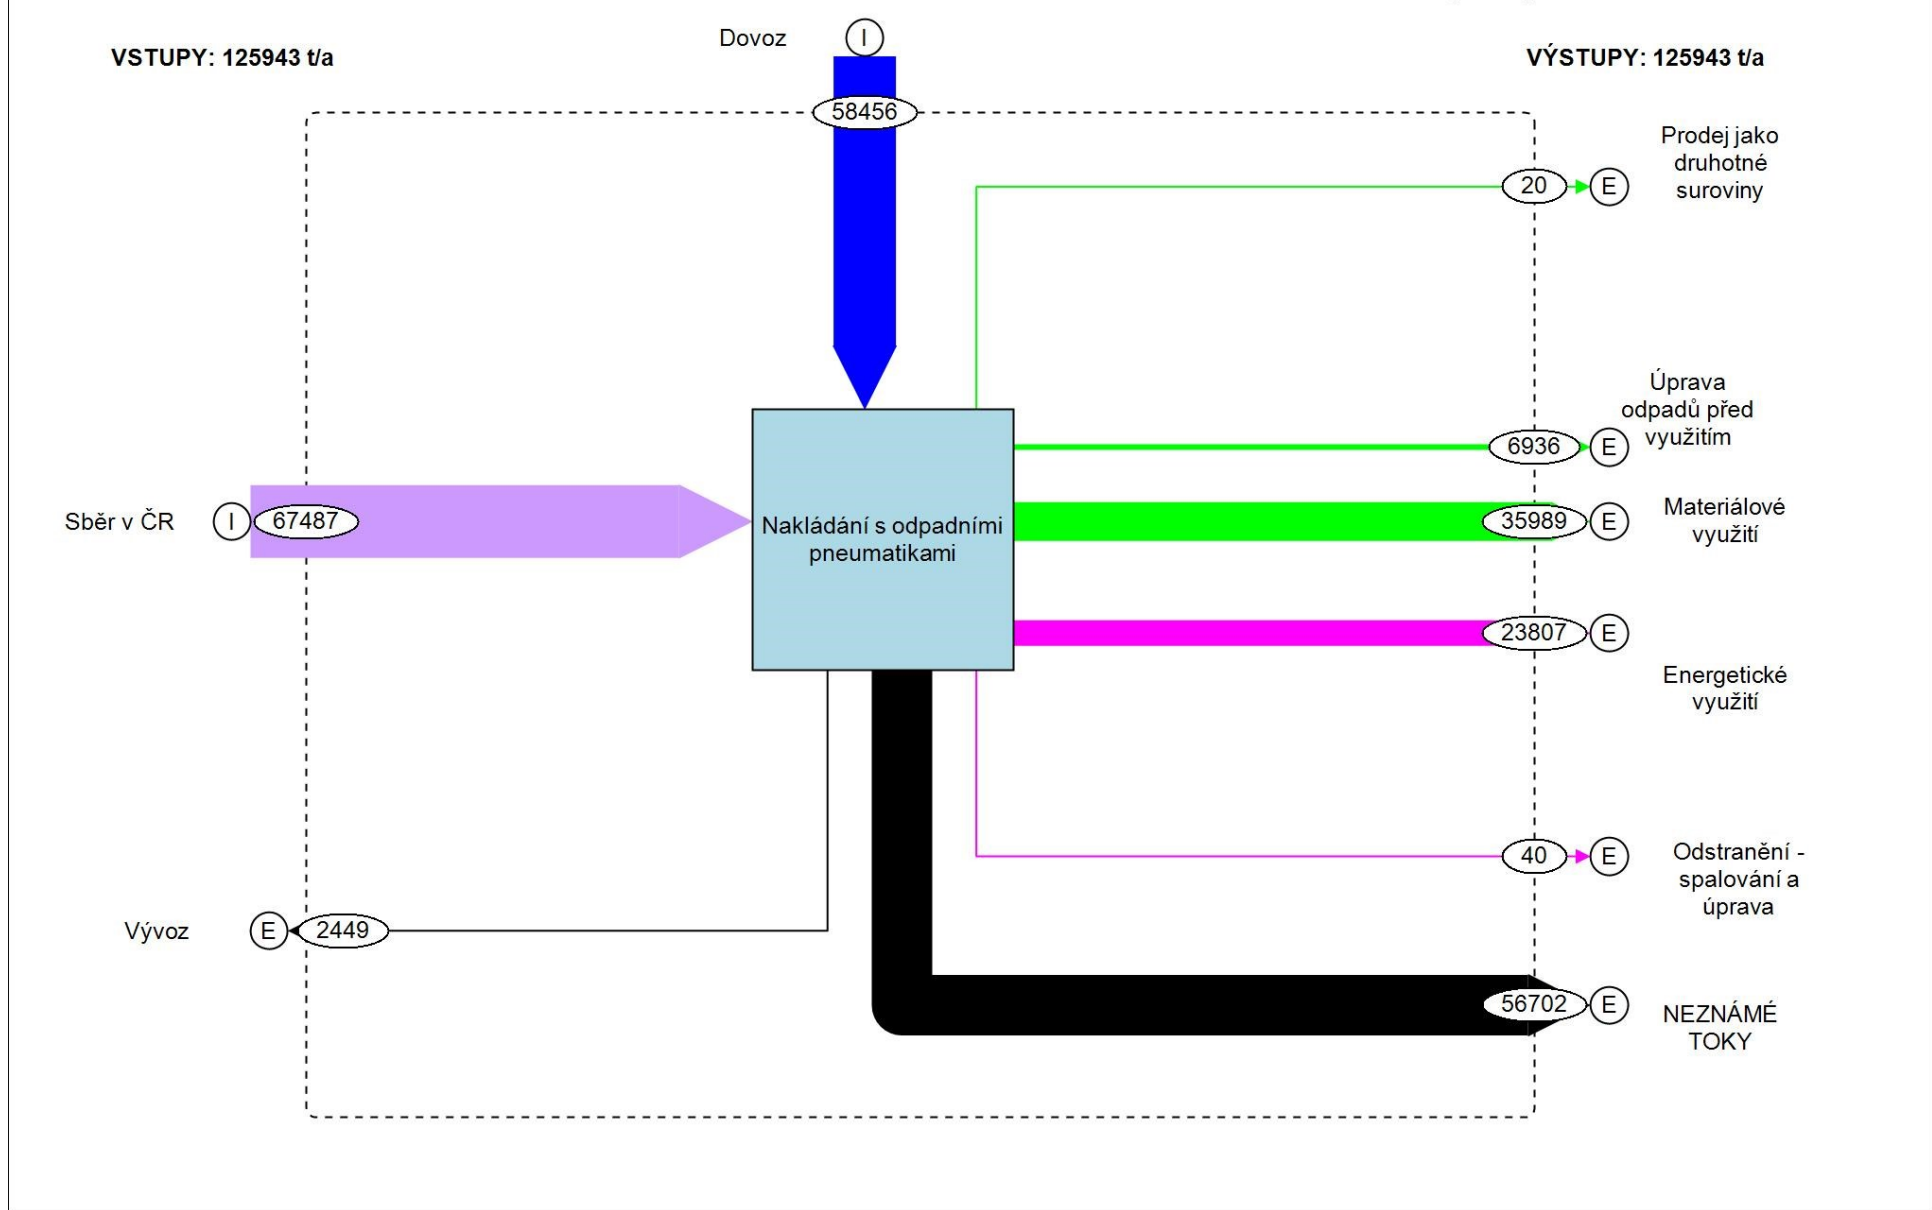 Dovoz
I
VSTUPY: 125943 t/a
VÝSTUPY: 125943 t/a
58456
Prodej jako
druhotné
suroviny
20
E
Úprava
odpadů před
využitím
6936
E
Sběr v ČR
I
67487
Nakládání s odpadními
pneumatikami
35989
E
Materiálové
využití
23807
E
Energetické
využití
40
E
Odstranění -
spalování a
úprava
Vývoz
E
2449
56702
E
NEZNÁMÉ
TOKY